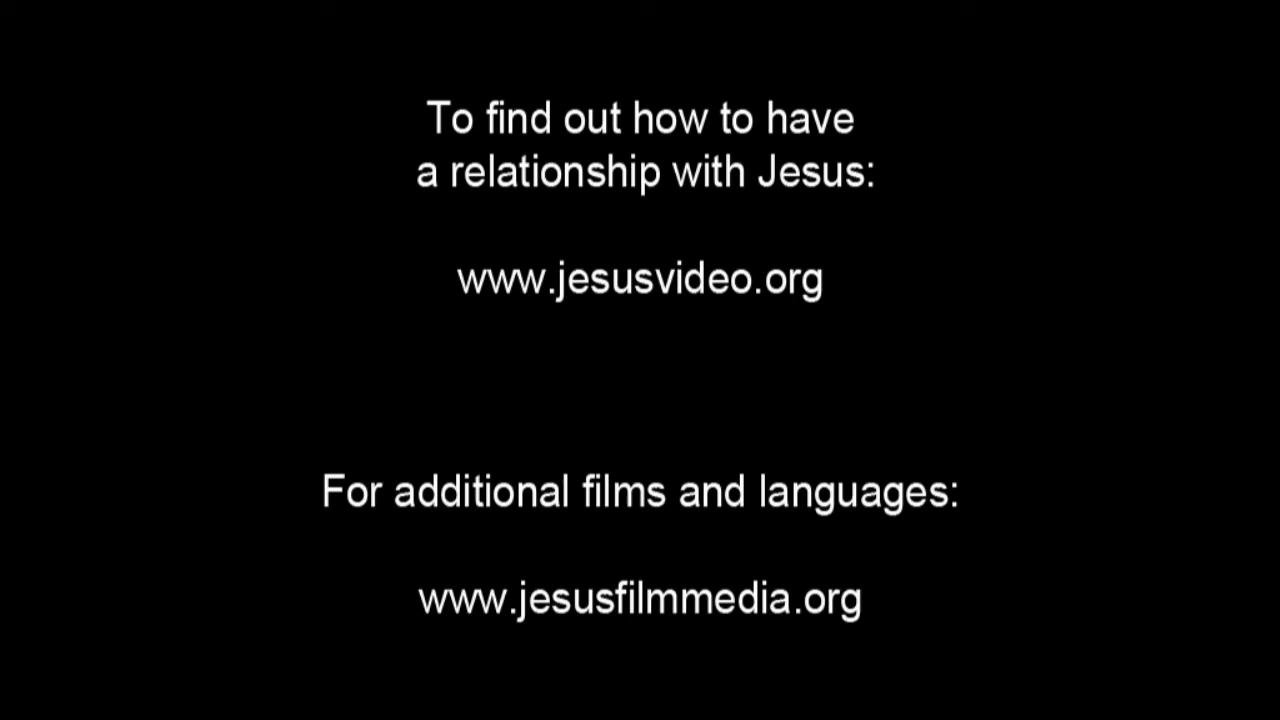 To find out how to have
a relationship with Jesus:
www.jesusvideo.org
For additional films and languages:
www.jesusfilmmedia.org